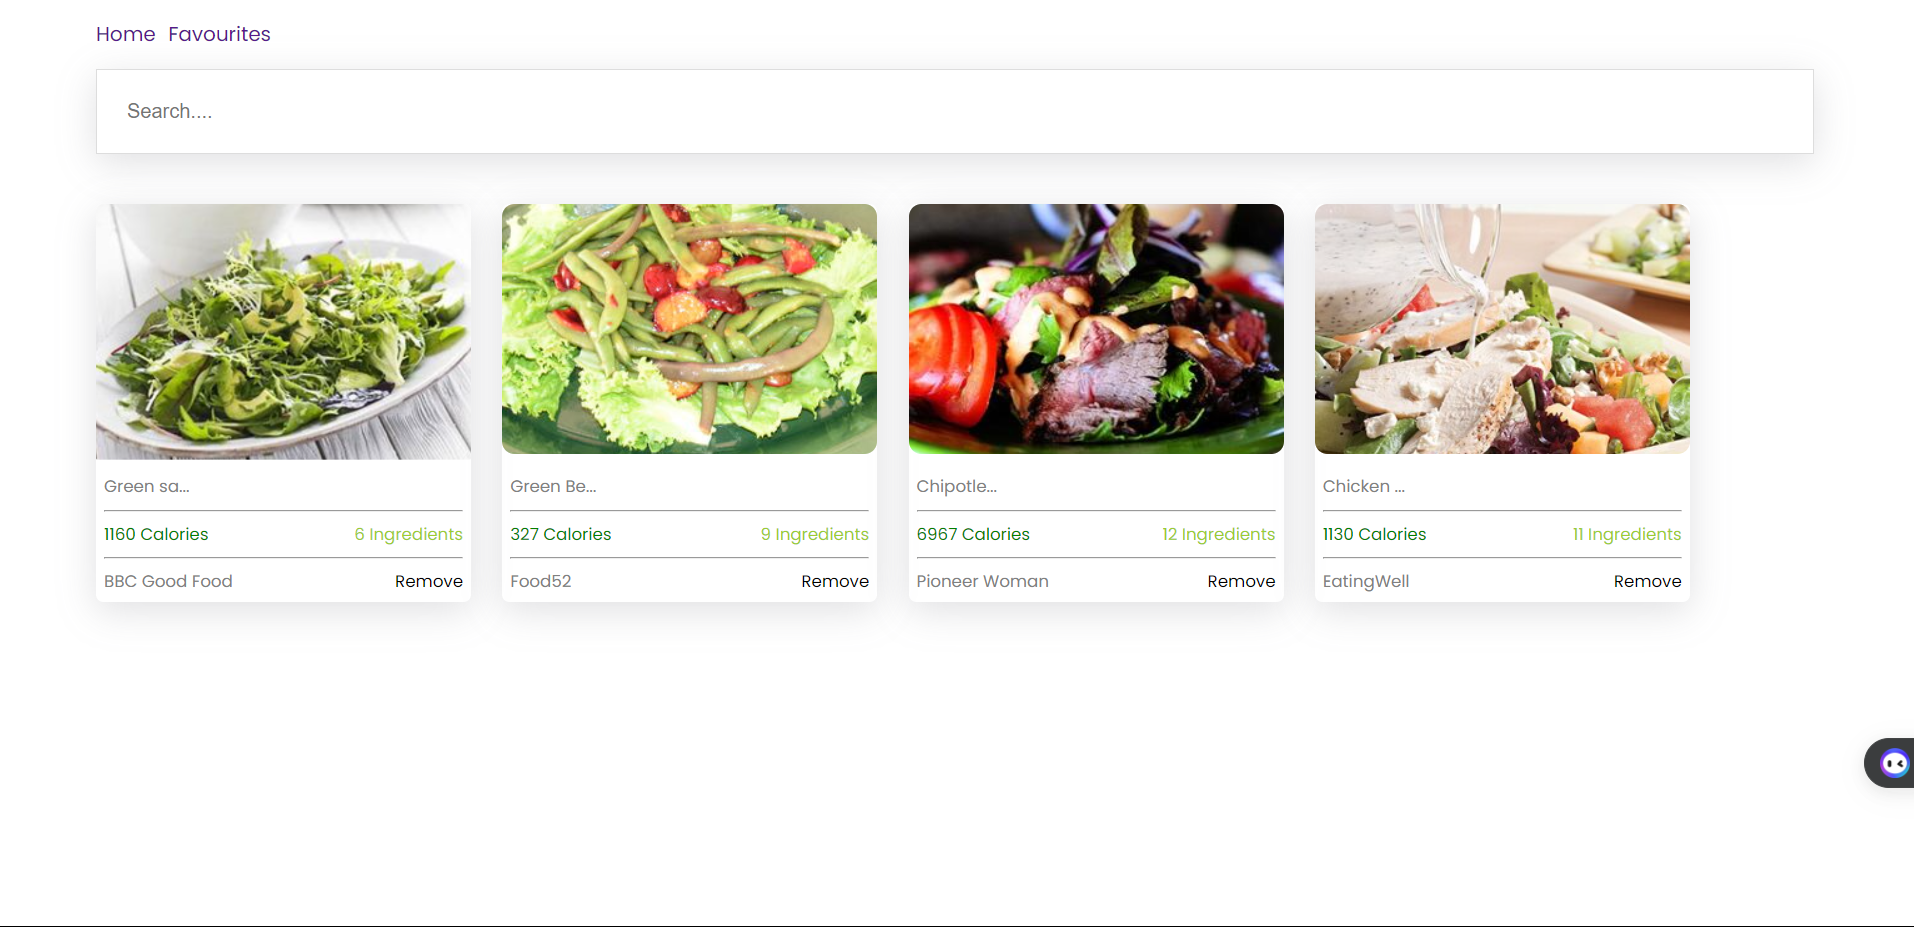 Home Favourites
Search....
Green sa...
1160 Calories 6 Ingredients
BBC Good Food Remove
Green Be...
327 Calories 9 Ingredients
Food52 Remove
Chipotle...
6967 Calories 12 Ingredients
Pioneer Woman Remove
Chicken ...
1130 Calories 11 Ingredients
EatingWell Remove